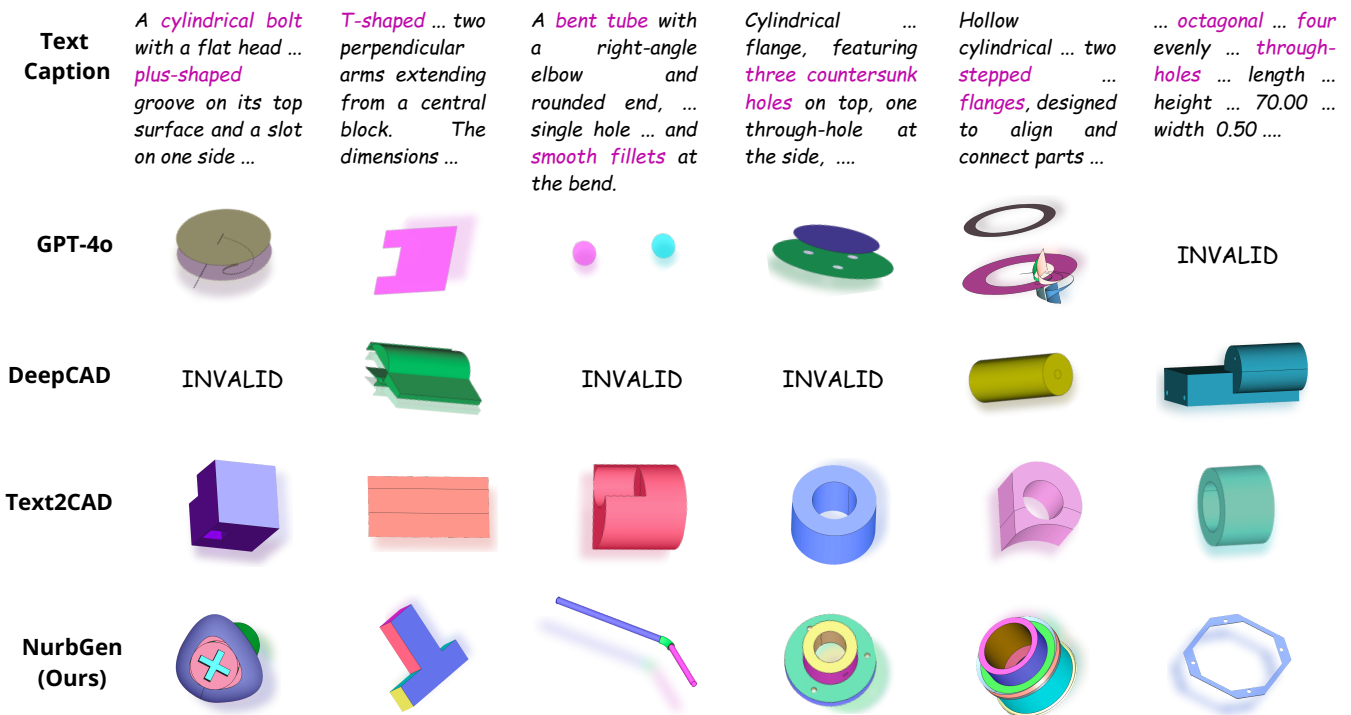 Text
Caption
A cylindrical bolt
with a flat head ...
plus-shaped
groove on its top
surface and a slot
on one side ...
T-shaped ... two
perpendicular
arms extending
from a central
block. The
dimensions ...
A bent tube with
a right-angle
elbow and
rounded end, ...
single hole ... and
smooth fillets at
the bend.
Cylindrical ...
flange, featuring
three countersunk
holes on top, one
through-hole at
the side, ....
Hollow
cylindrical ... two
stepped ...
flanges, designed
to align and
connect parts ...
... octagonal ... four
evenly ... through-
holes ... length ...
height ... 70.00 ...
width 0.50 ....
GPT-4o
INVALID
DeepCAD
INVALID
INVALID
INVALID
Text2CAD
NurbGen
(Ours)